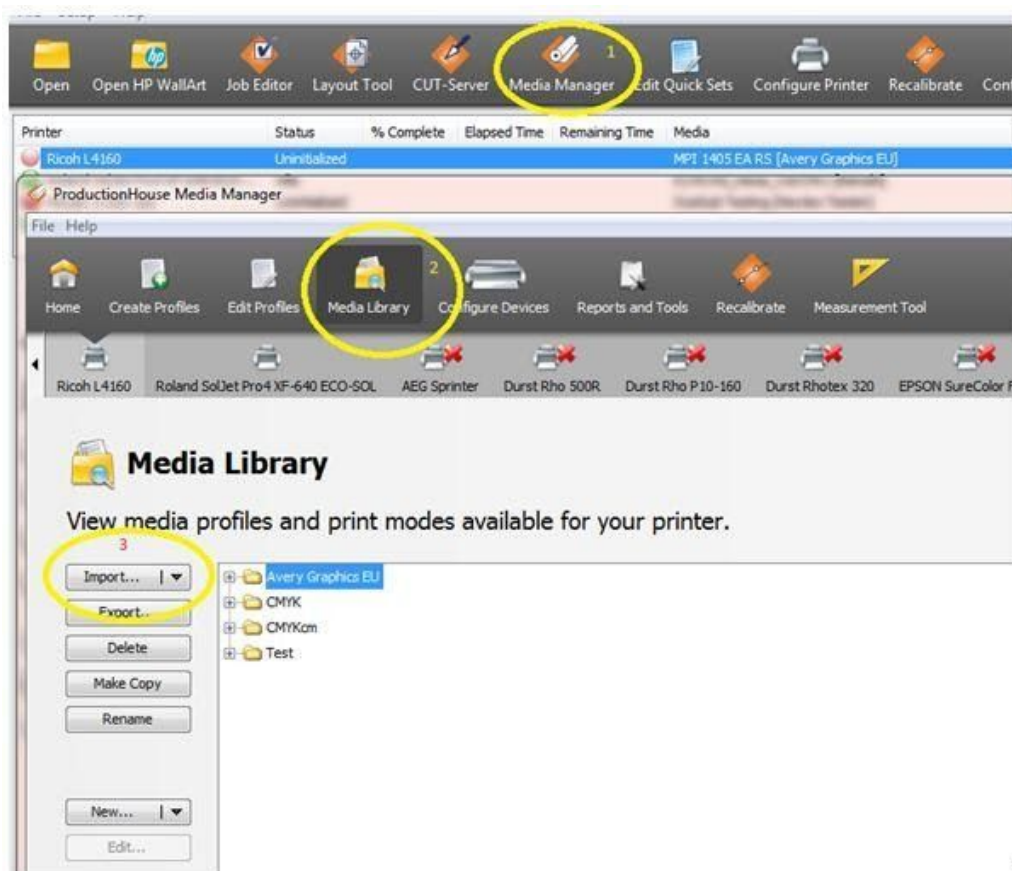 Open Open HP WallArt Job Editor Layout Tool CUT-Server Media Manager 1 Edit Quick Sets Configure Printer Recalibrate Conf
Printer Status % Complete Elapsed Time Remaining Time Media
Ricoh L4160 Uninitialized MPI 1405 EA RS [Avery Graphics EU]
ProductionHouse Media Manager
File Help
Home Create Profiles Edit Profiles Media Library 2 Configure Devices Reports and Tools Recalibrate Measurement Tool
Ricoh L4160 Roland SolJet Pro4 XF-640 ECO-SOL AEG Sprinter Durst Rho 500R Durst Rho P10-160 Durst Rhotex 320 EPSON SureColor F
Media Library
View media profiles and print modes available for your printer.
3
Import...
Avery Graphics EU
Export...
CMYK
CMYKcm
Delete
Test
Make Copy
Rename
New...
Edit...